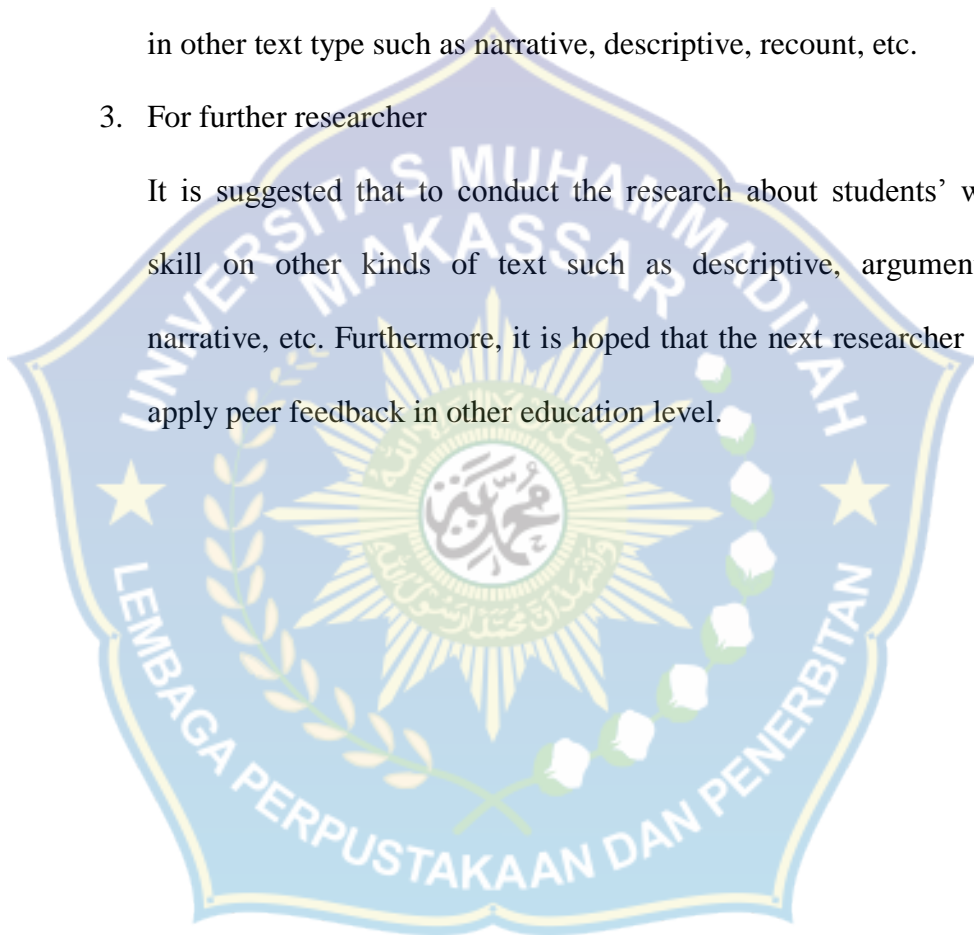 in other text type such as narrative, descriptive, recount, etc.
3. For further researcher
It is suggested that to conduct the research about students’ w
skill on other kinds of text such as descriptive, argumen
narrative, etc. Furthermore, it is hoped that the next researcher
apply peer feedback in other education level.
UNIVERSITAS MUHAMMADIYAH
MAKASSAR
محمدية
LEMBAGA PERPUSTAKAAN DAN PENERBITAN